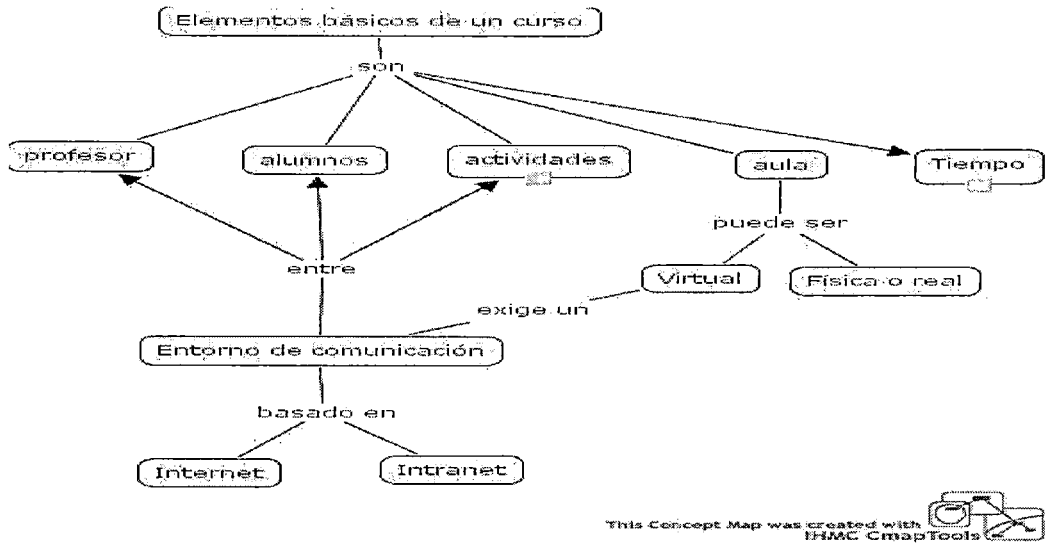 Elementos básicos de un curso
son
profesor
alumnos
actividades
aula
Tiempo
puede ser
entre
Virtual
Física o real
exige un
Entorno de comunicación
basado en
Internet
Intranet
This Concept Map was created with
IHMC CmapTools